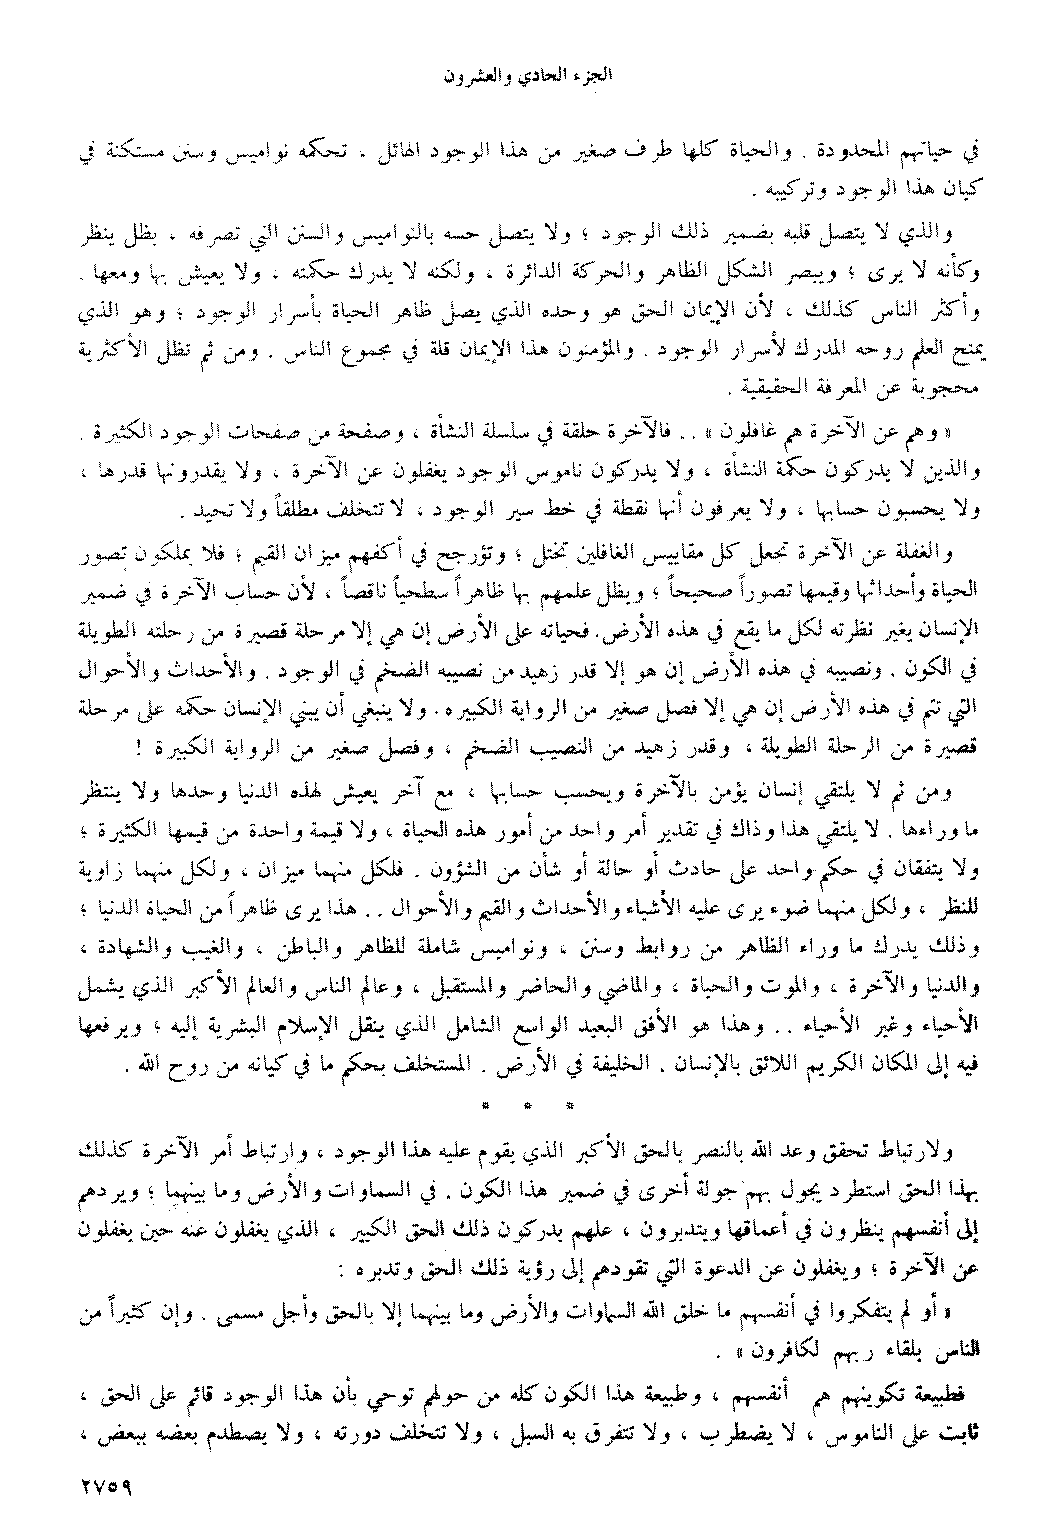 الجزء الحادي والعشرون
في حياتهم المحدودة . والحياة كلها طرف صغير من هذا الوجود الهائل ، تحكمه نواميس وسنن مستكنة في
كيان هذا الوجود وتركيبه .
والذي لا يتصل قلبه بضمير ذلك الوجود ؛ ولا يتصل حسه بالنواميس والسنن التي تصرفه ، يظل ينظر
وكأنه لا يرى ؛ ويبصر الشكل الظاهر والحركة الدائرة ، ولكنه لا يدرك حكمته ، ولا يعيش بها ومعها .
وأكثر الناس كذلك ، لأن الإيمان الحق هو وحده الذي يصل ظاهر الحياة بأسرار الوجود ؛ وهو الذي
يمنح العلم روحه المدرك لأسرار الوجود . والمؤمنون هذا الإيمان قلة في مجموع الناس . ومن ثم تظل الأكثرية
محجوبة عن المعرفة الحقيقية .
« وهم عن الآخرة هم غافلون » .. فالآخرة حلقة في سلسلة النشأة ، وصفحة من صفحات الوجود الكثيرة .
والذين لا يدركون حكمة النشأة ، ولا يدركون ناموس الوجود يغفلون عن الآخرة ، ولا يقدرونها قدرها ،
ولا يحسبون حسابها ، ولا يعرفون أنها نقطة في خط سير الوجود ، لا تتخلف مطلقاً ولا تحيد .
والغفلة عن الآخرة تجعل كل مقاييس الغافلين تختل ؛ وتؤرجح في أكفهم ميزان القيم ؛ فلا يملكون تصور
الحياة وأحداثها وقيمها تصوراً صحيحاً ؛ ويظل علمهم بها ظاهراً سطحياً ناقصاً ، لأن حساب الآخرة في ضمير
الإنسان يغير نظرته لكل ما يقع في هذه الأرض. فحياته على الأرض إن هي إلا مرحلة قصيرة من رحلته الطويلة
في الكون . ونصيبه في هذه الأرض إن هو إلا قدر زهيد من نصيبه الضخم في الوجود . والأحداث والأحوال
التي تتم في هذه الأرض إن هي إلا فصل صغير من الرواية الكبيره . ولا ينبغي أن يبني الإنسان حكمه على مرحلة
قصيرة من الرحلة الطويلة ، وقدر زهيد من النصيب الضخم ، وفصل صغير من الرواية الكبيرة !
ومن ثم لا يلتقي إنسان يؤمن بالآخرة ويحسب حسابها ، مع آخر يعيش لهذه الدنيا وحدها ولا ينتظر
ما وراءها . لا يلتقي هذا وذاك في تقدير أمر واحد من أمور هذه الحياة ، ولا قيمة واحدة من قيمها الكثيرة ؛
ولا يتفقان في حكم واحد على حادث أو حالة أو شأن من الشؤون . فلكل منهما ميزان ، ولكل منهما زاوية
للنظر ، ولكل منهما ضوء يرى عليه الأشياء والأحداث والقيم والأحوال .. هذا يرى ظاهراً من الحياة الدنيا ؛
وذلك يدرك ما وراء الظاهر من روابط وسنن ، ونواميس شاملة للظاهر والباطن ، والغيب والشهادة ،
والدنيا والآخرة ، والموت والحياة ، والماضي والحاضر والمستقبل ، وعالم الناس والعالم الأكبر الذي يشمل
الأحياء وغير الأحياء .. وهذا هو الأفق البعيد الواسع الشامل الذي ينقل الإسلام البشرية إليه ؛ ويرفعها
فيه إلى المكان الكريم اللائق بالإنسان . الخليفة في الأرض . المستخلف بحكم ما في كيانه من روح الله .
* * *
ولارتباط تحقق وعد الله بالنصر بالحق الأكبر الذي يقوم عليه هذا الوجود ، وارتباط أمر الآخرة كذلك
بهذا الحق استطرد يجول بهم جولة أخرى في ضمير هذا الكون . في السماوات والأرض وما بينهما ؛ ويردهم
إلى أنفسهم ينظرون في أعماقها ويتدبرون ، علهم يدركون ذلك الحق الكبير ، الذي يغفلون عنه حين يغفلون
عن الآخرة ؛ ويغفلون عن الدعوة التي تقودهم إلى رؤية ذلك الحق وتدبره :
« أو لم يتفكروا في أنفسهم ما خلق الله السماوات والأرض وما بينهما إلا بالحق وأجل مسمى . وإن كثيراً من
الناس بلقاء ربهم لكافرون » .
فطبيعة تكوينهم هم أنفسهم ، وطبيعة هذا الكون كله من حولهم توحي بأن هذا الوجود قائم على الحق ،
ثابت على الناموس ، لا يضطرب ، ولا تتفرق به السبل ، ولا تتخلف دورته ، ولا يصطدم بعضه ببعض ،
٢٧٥٩